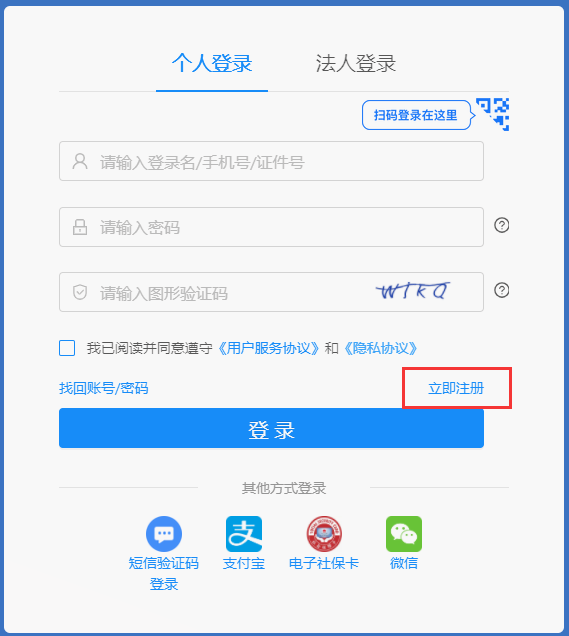 个人登录 法人登录
扫码登录在这里
请输入登录名/手机号/证件号
请输入密码
请输入图形验证码 WTKQ
我已阅读并同意遵守《用户服务协议》和《隐私协议》
找回账号/密码 立即注册
登录
其他方式登录
短信验证码 支付宝 电子社保卡 微信
登录